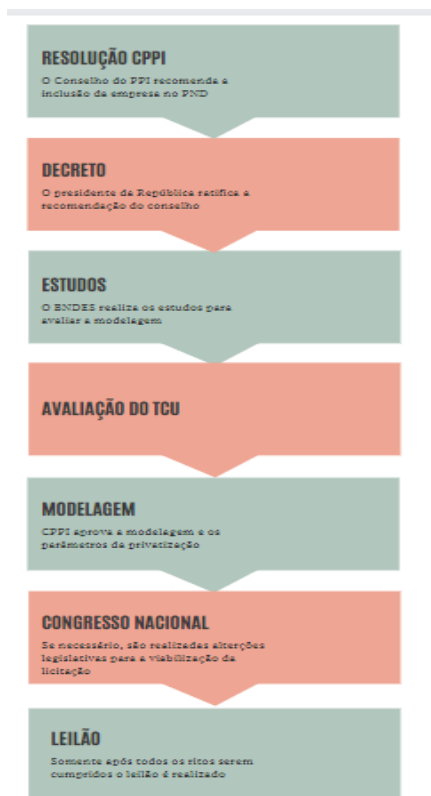 RESOLUÇÃO CPPI
O Conselho do PPI recomenda a
inclusão da empresa no PND
DECRETO
O presidente da República ratifica a
recomendação do conselho
ESTUDOS
O BNDES realiza os estudos para
avaliar a modelagem
AVALIAÇÃO DO TCU
MODELAGEM
CPPI aprova a modelagem e os
parâmetros da privatização
CONGRESSO NACIONAL
Se necessário, são realizadas alterções
legislativas para a viabilização da
licitação
LEILÃO
Somente após todos os ritos serem
cumpridos o leilão é realizado